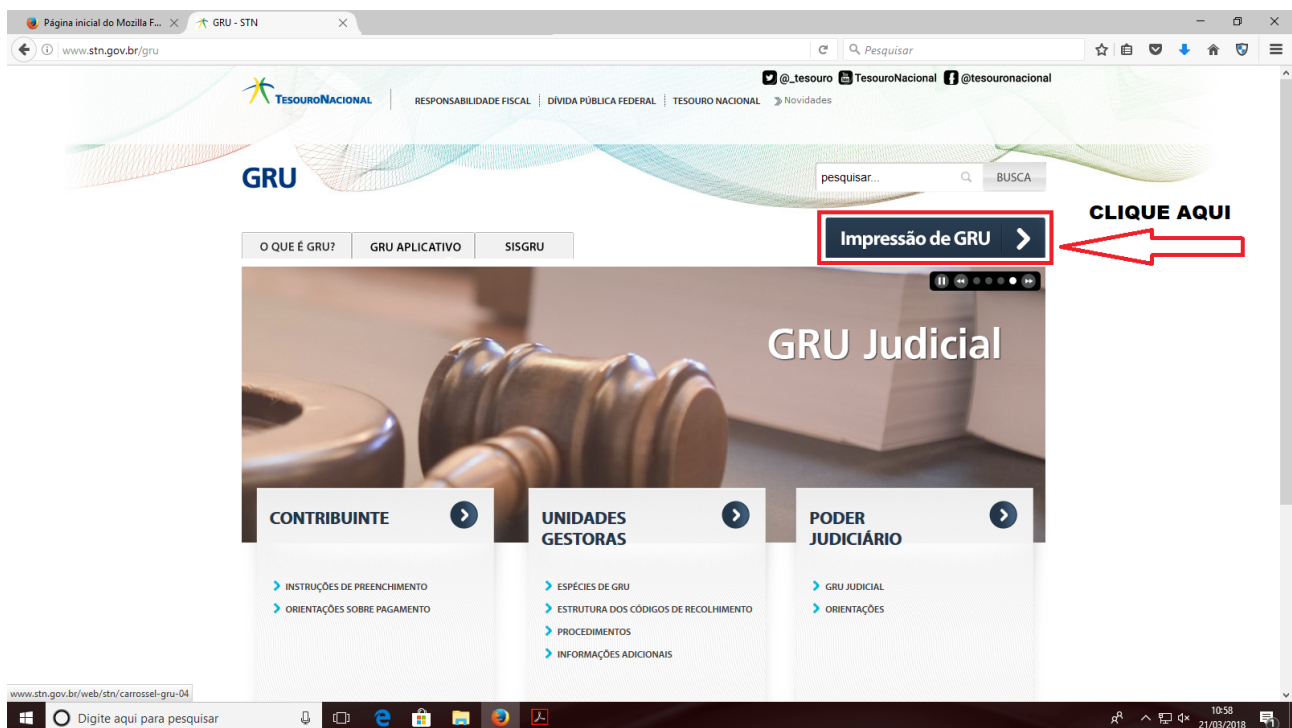 Página inicial do Mozilla F...
GRU - STN
www.stn.gov.br/gru
Pesquisar
@_tesouro TesouroNacional @tesouronacional
TESOURONACIONAL
RESPONSABILIDADE FISCAL DÍVIDA PÚBLICA FEDERAL TESOURO NACIONAL Novidades
GRU
pesquisar...
BUSCA
CLIQUE AQUI
Impressão de GRU
O QUE É GRU?
GRU APLICATIVO
SISGRU
GRU Judicial
CONTRIBUINTE
INSTRUÇÕES DE PREENCHIMENTO
ORIENTAÇÕES SOBRE PAGAMENTO
UNIDADES
GESTORAS
ESPÉCIES DE GRU
ESTRUTURA DOS CÓDIGOS DE RECOLHIMENTO
PROCEDIMENTOS
INFORMAÇÕES ADICIONAIS
PODER
JUDICIÁRIO
GRU JUDICIAL
ORIENTAÇÕES
www.stn.gov.br/web/stn/carrossel-gru-04
Digite aqui para pesquisar
10:58
21/03/2018